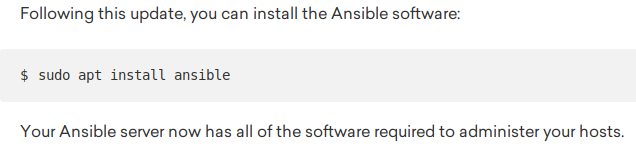 Following this update, you can install the Ansible software:
$ sudo apt install ansible
Your Ansible server now has all of the software required to administer your hosts.